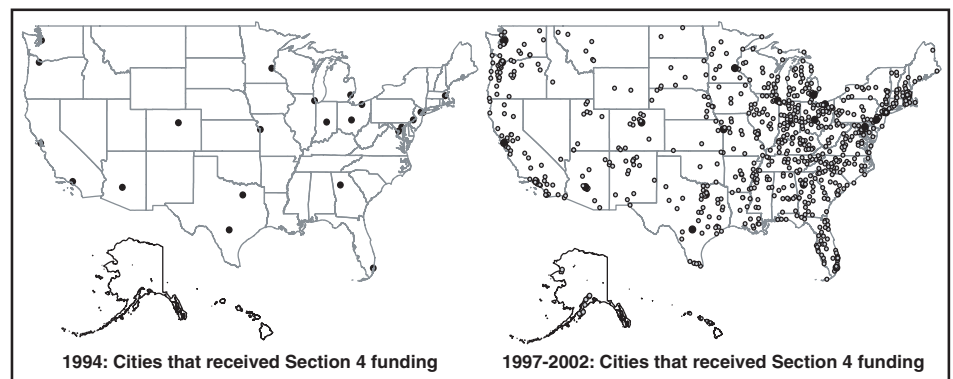 1994: Cities that received Section 4 funding
1997-2002: Cities that received Section 4 funding